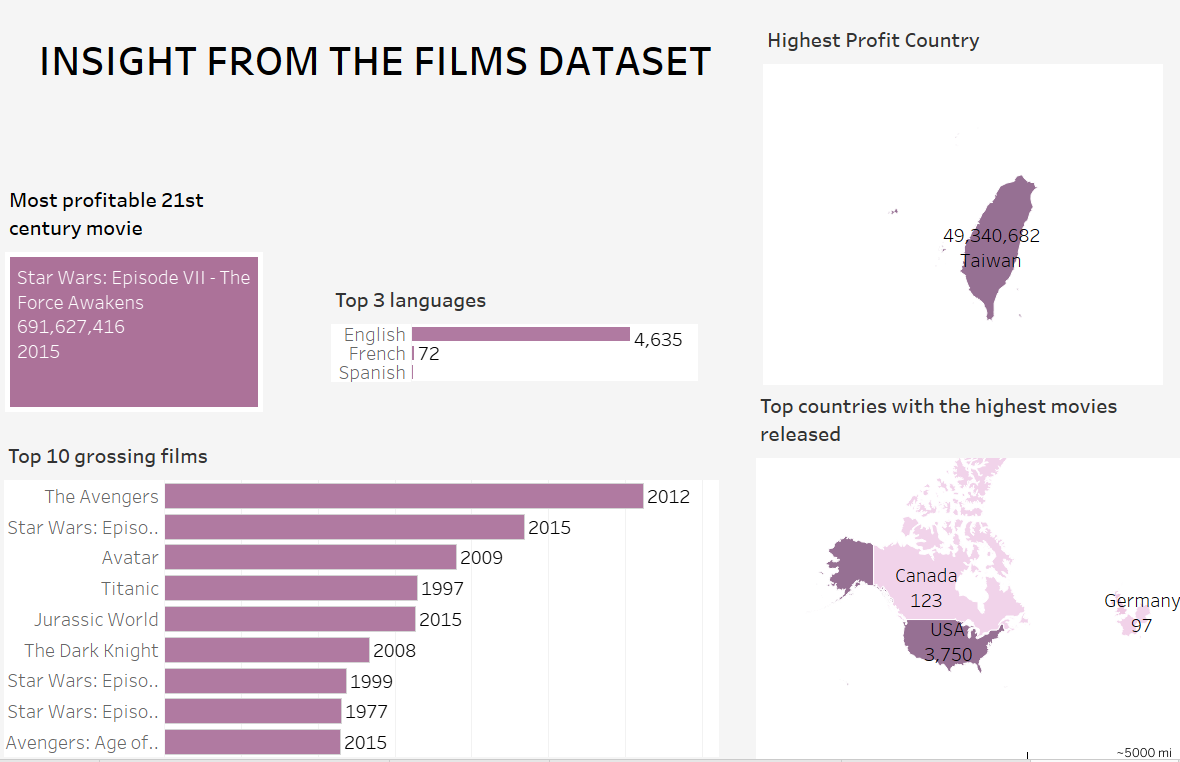 INSIGHT FROM THE FILMS DATASET
Most profitable 21st
century movie
Star Wars: Episode VII - The
Force Awakens
691,627,416
2015
Top 3 languages
English 4,635
French 72
Spanish
Top 10 grossing films
The Avengers 2012
Star Wars: Episo.. 2015
Avatar 2009
Titanic 1997
Jurassic World 2015
The Dark Knight 2008
Star Wars: Episo.. 1999
Star Wars: Episo.. 1977
Avengers: Age of.. 2015
Highest Profit Country
49,340,682
Taiwan
Top countries with the highest movies
released
Canada
123
USA
3,750
Germany
97
~5000 mi